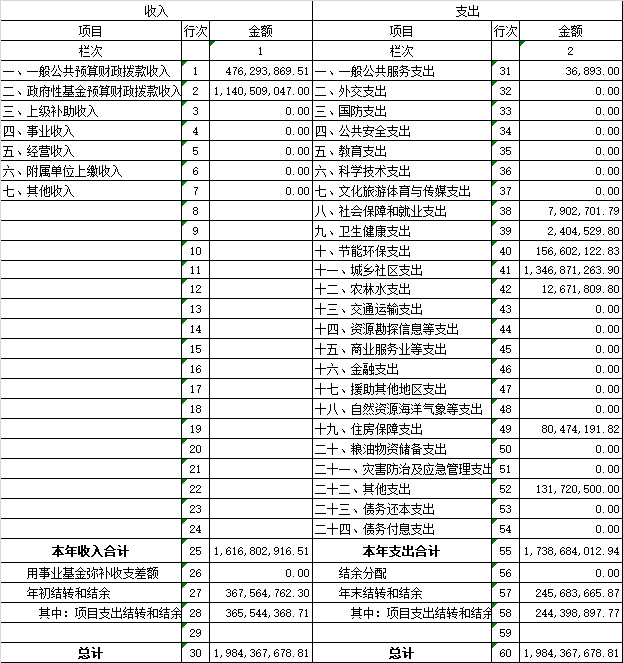 收入 支出
项目 行次 金额 项目 行次 金额
栏次 1 栏次 2
一、一般公共预算财政拨款收入 1 476,293,869.51 一、一般公共服务支出 31 36,893.00
二、政府性基金预算财政拨款收入 2 1,140,509,047.00 二、外交支出 32 0.00
三、上级补助收入 3 0.00 三、国防支出 33 0.00
四、事业收入 4 0.00 四、公共安全支出 34 0.00
五、经营收入 5 0.00 五、教育支出 35 0.00
六、附属单位上缴收入 6 0.00 六、科学技术支出 36 0.00
七、其他收入 7 0.00 七、文化旅游体育与传媒支出 37 0.00
8 八、社会保障和就业支出 38 7,902,701.79
9 九、卫生健康支出 39 2,404,529.80
10 十、节能环保支出 40 156,602,122.83
11 十一、城乡社区支出 41 1,346,871,263.90
12 十二、农林水支出 42 12,671,809.80
13 十三、交通运输支出 43 0.00
14 十四、资源勘探信息等支出 44 0.00
15 十五、商业服务业等支出 45 0.00
16 十六、金融支出 46 0.00
17 十七、援助其他地区支出 47 0.00
18 十八、自然资源海洋气象等支出 48 0.00
19 十九、住房保障支出 49 80,474,191.82
20 二十、粮油物资储备支出 50 0.00
21 二十一、灾害防治及应急管理支出 51 0.00
22 二十二、其他支出 52 131,720,500.00
23 二十三、债务还本支出 53 0.00
24 二十四、债务付息支出 54 0.00
本年收入合计 25 1,616,802,916.51 本年支出合计 55 1,738,684,012.94
用事业基金弥补收支差额 26 0.00 结余分配 56 0.00
年初结转和结余 27 367,564,762.30 年末结转和结余 57 245,683,665.87
其中：项目支出结转和结余 28 365,544,368.71 其中：项目支出结转和结余 58 244,398,897.77
29 59
总计 30 1,984,367,678.81 总计 60 1,984,367,678.81